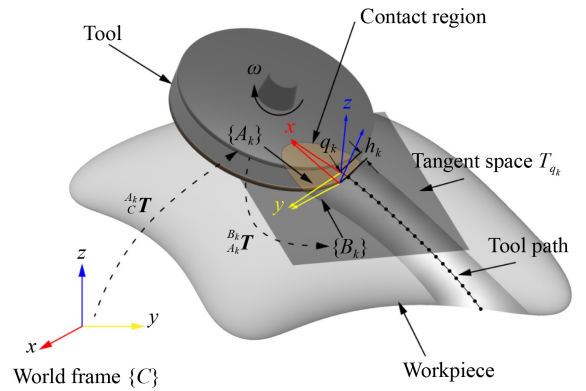 Contact region
Tool
ω
z
x
{A_k}
q_k
h_k
Tangent space T_{q_k}
y
^{A_k}_C T
^{B_k}_{A_k} T
{B_k}
Tool path
z
y
x
World frame {C}
Workpiece